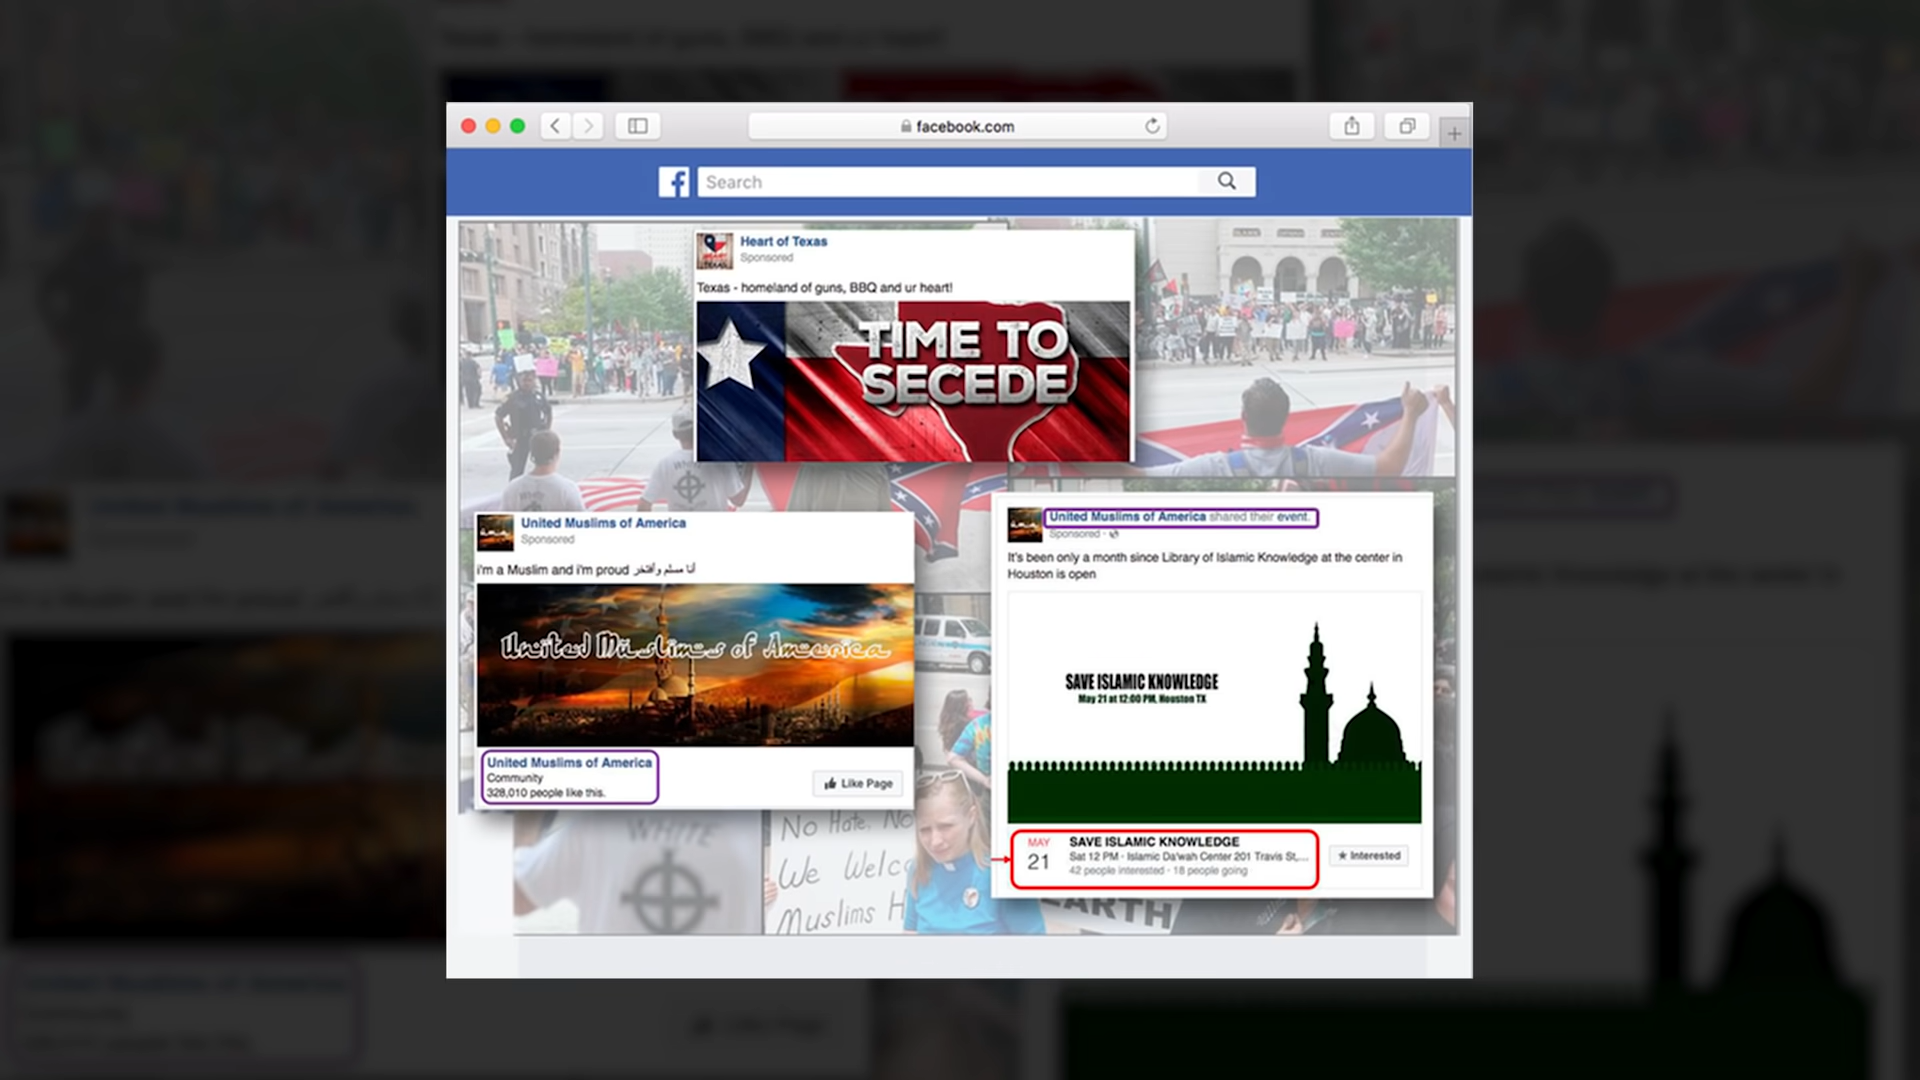 facebook.com
Search
Heart of Texas
Sponsored
Texas - homeland of guns, BBQ and ur heart!
TIME TO
SECEDE
United Muslims of America
Sponsored
i'm a Muslim and i'm proud أنا مسلم وأفتخر
United Muslims of America
United Muslims of America
Community
328,010 people like this.
Like Page
United Muslims of America shared their event.
Sponsored
It's been only a month since Library of Islamic Knowledge at the center in
Houston is open
SAVE ISLAMIC KNOWLEDGE
May 21 at 12:00 PM, Houston TX
MAY
21
SAVE ISLAMIC KNOWLEDGE
Sat 12 PM · Islamic Da'wah Center 201 Travis St,...
42 people interested · 18 people going
Interested
WHITE
No Hate. No
We Welc
Muslims H
EARTH